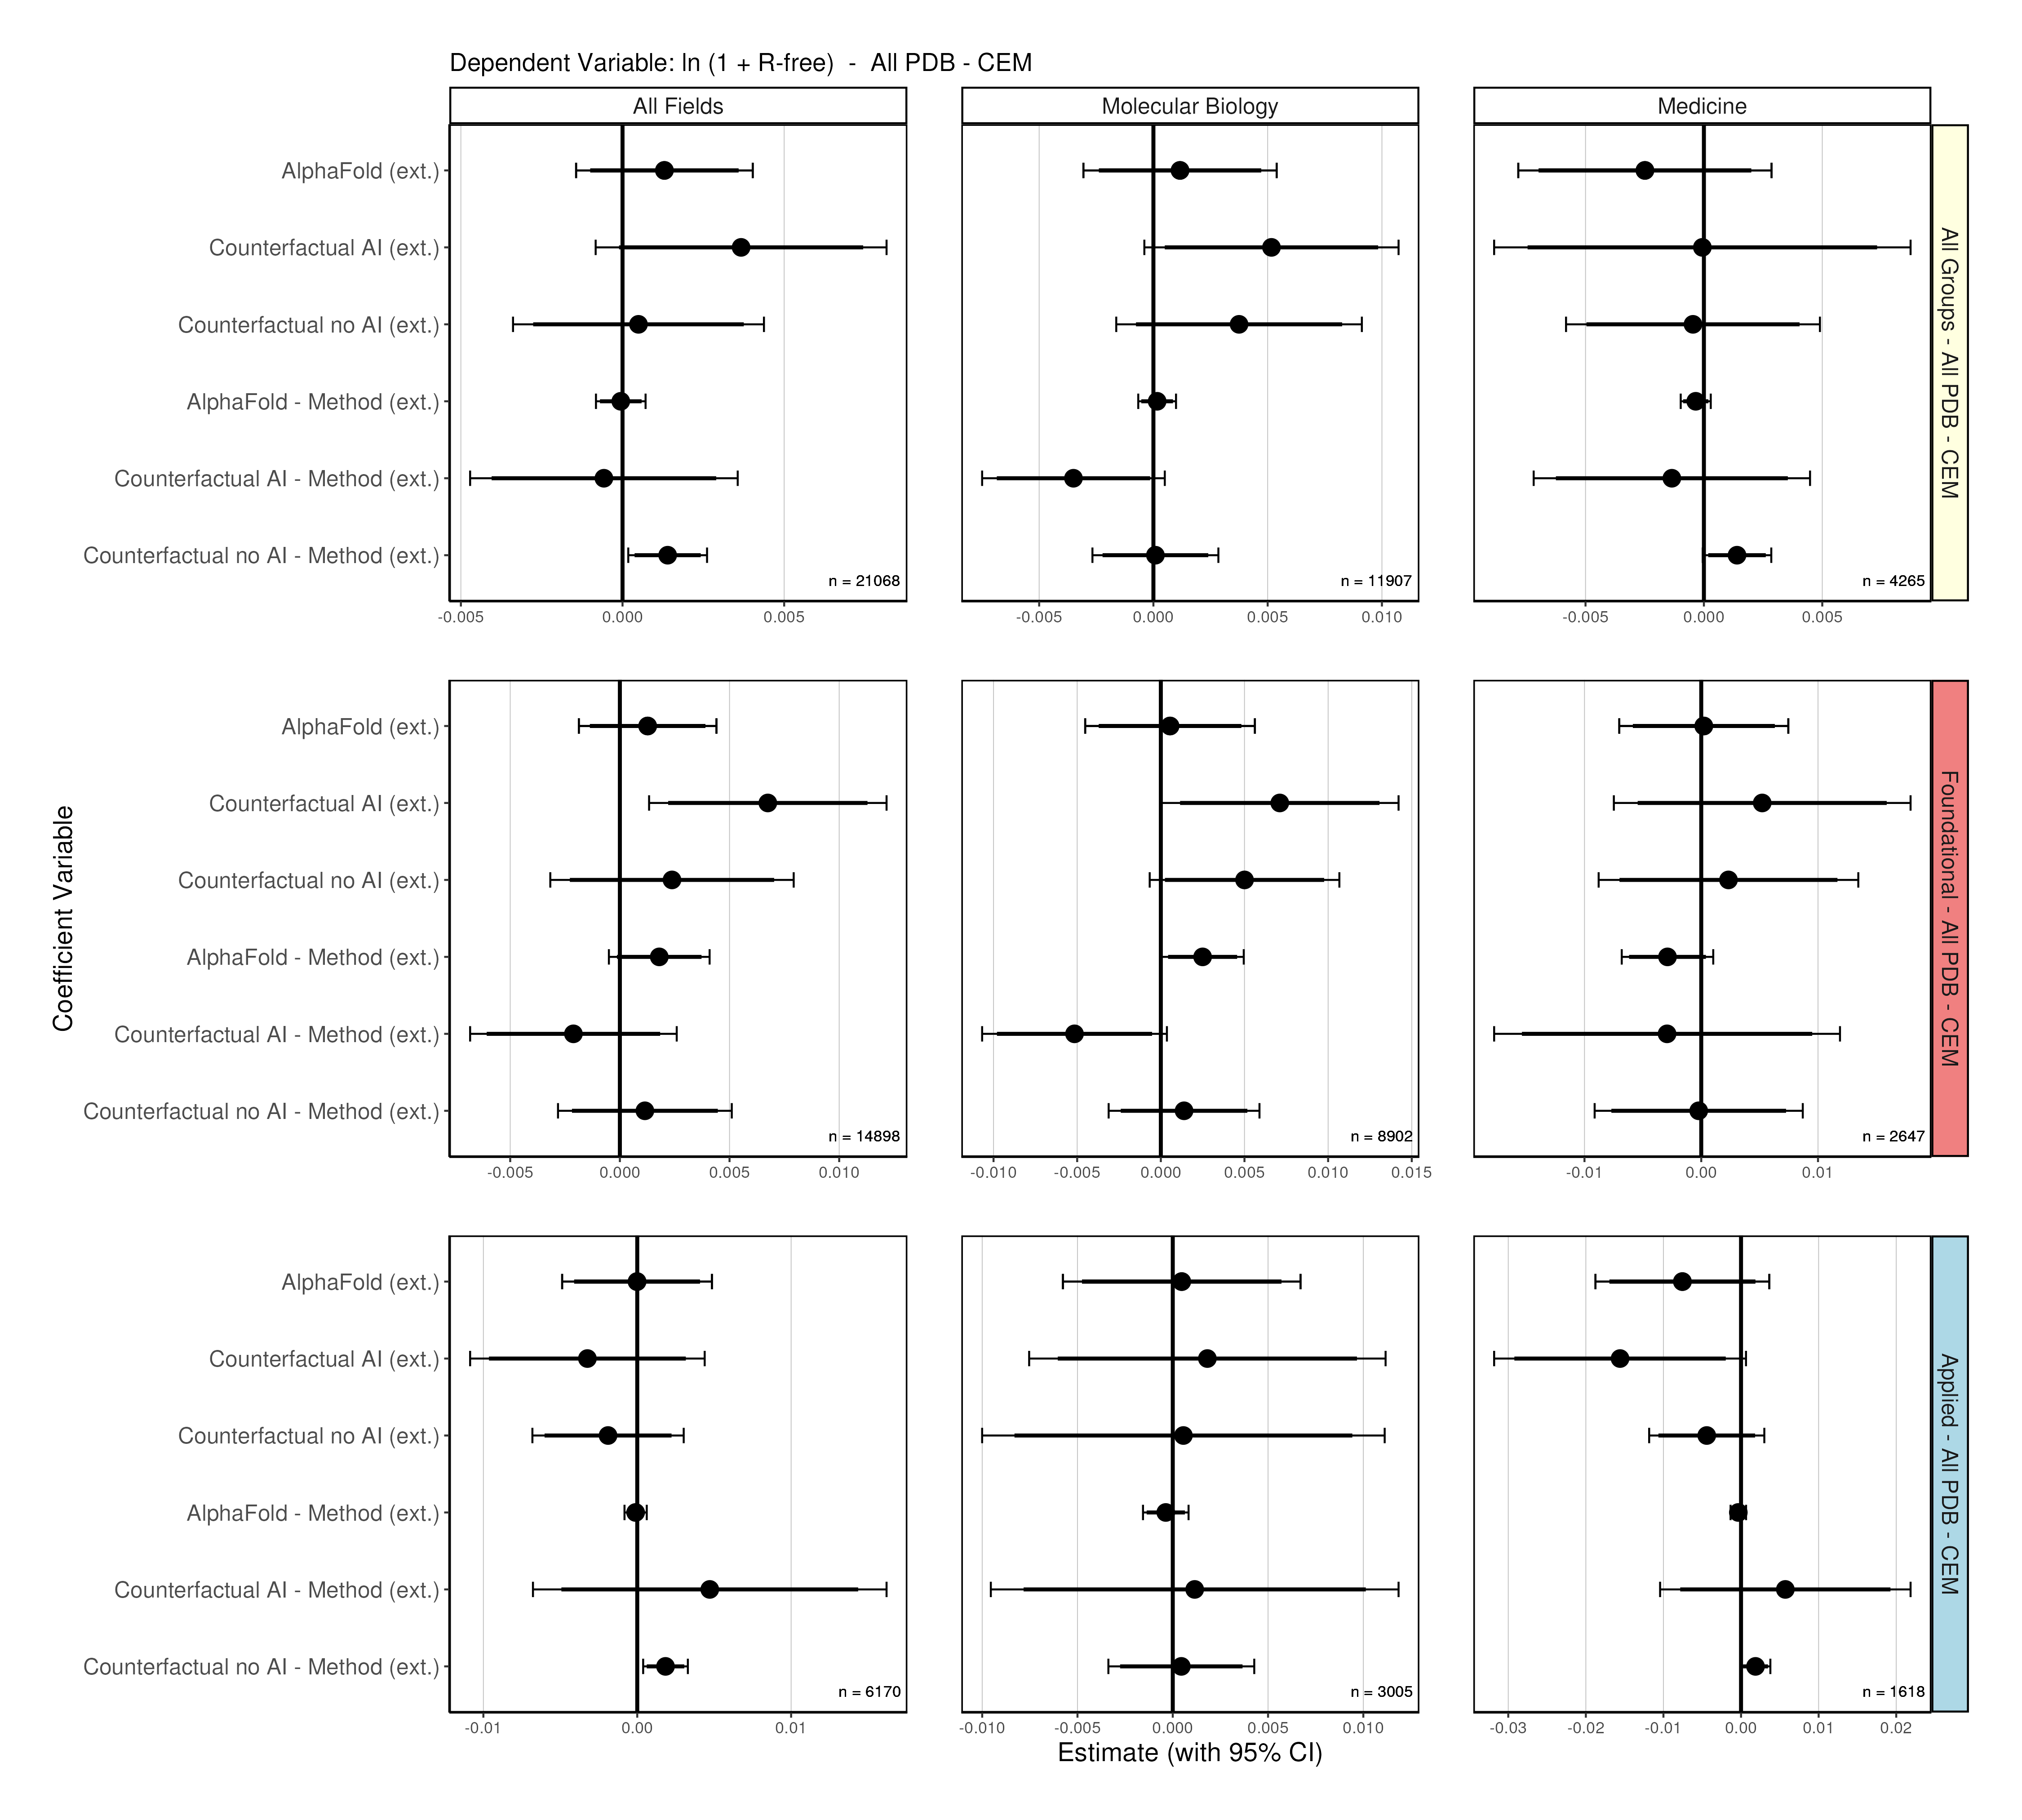 Dependent Variable: ln (1 + R-free)  -  All PDB - CEM
All Fields
Molecular Biology
Medicine
AlphaFold (ext.)
Counterfactual AI (ext.)
Counterfactual no AI (ext.)
AlphaFold - Method (ext.)
Counterfactual AI - Method (ext.)
Counterfactual no AI - Method (ext.)
n = 21068
n = 11907
n = 4265
All Groups - All PDB - CEM
-0.005 0.000 0.005
-0.005 0.000 0.005 0.010
-0.005 0.000 0.005
Coefficient Variable
AlphaFold (ext.)
Counterfactual AI (ext.)
Counterfactual no AI (ext.)
AlphaFold - Method (ext.)
Counterfactual AI - Method (ext.)
Counterfactual no AI - Method (ext.)
n = 14898
n = 8902
n = 2647
Foundational - All PDB - CEM
-0.005 0.000 0.005 0.010
-0.010 -0.005 0.000 0.005 0.010 0.015
-0.01 0.00 0.01
AlphaFold (ext.)
Counterfactual AI (ext.)
Counterfactual no AI (ext.)
AlphaFold - Method (ext.)
Counterfactual AI - Method (ext.)
Counterfactual no AI - Method (ext.)
n = 6170
n = 3005
n = 1618
Applied - All PDB - CEM
-0.01 0.00 0.01
-0.010 -0.005 0.000 0.005 0.010
-0.03 -0.02 -0.01 0.00 0.01 0.02
Estimate (with 95% CI)